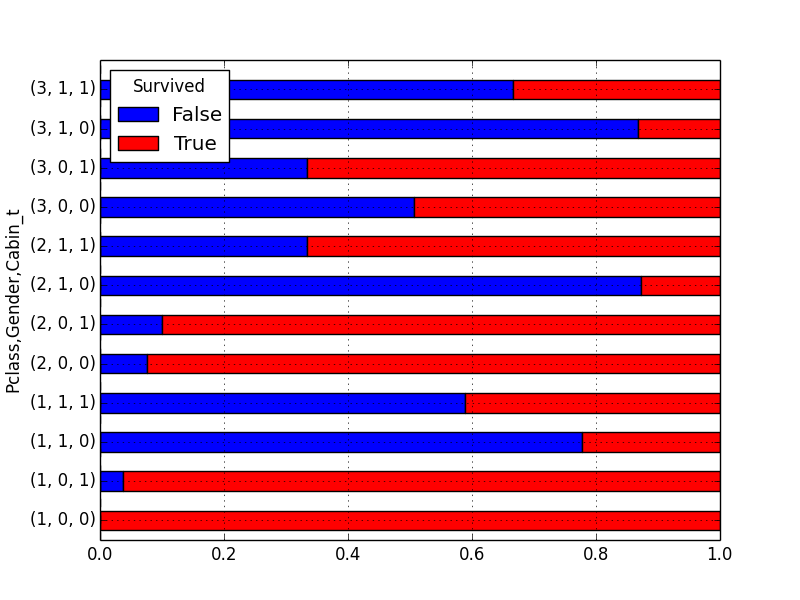 Survived
False
True
(3, 1, 1)
(3, 1, 0)
(3, 0, 1)
(3, 0, 0)
(2, 1, 1)
(2, 1, 0)
(2, 0, 1)
(2, 0, 0)
(1, 1, 1)
(1, 1, 0)
(1, 0, 1)
(1, 0, 0)
Pclass,Gender,Cabin_t
0.0 0.2 0.4 0.6 0.8 1.0